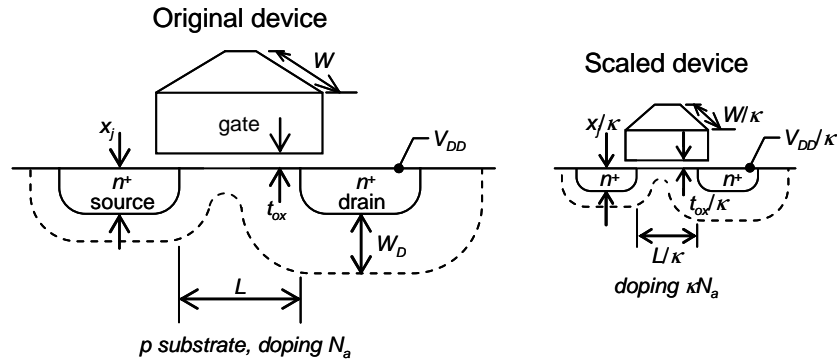 Original device
W
gate
x_j
V_DD
n+
source
n+
drain
t_ox
W_D
L
p substrate, doping N_a
Scaled device
W/κ
x_j/κ
V_DD/κ
n+
n+
t_ox/κ
L/κ
doping κN_a